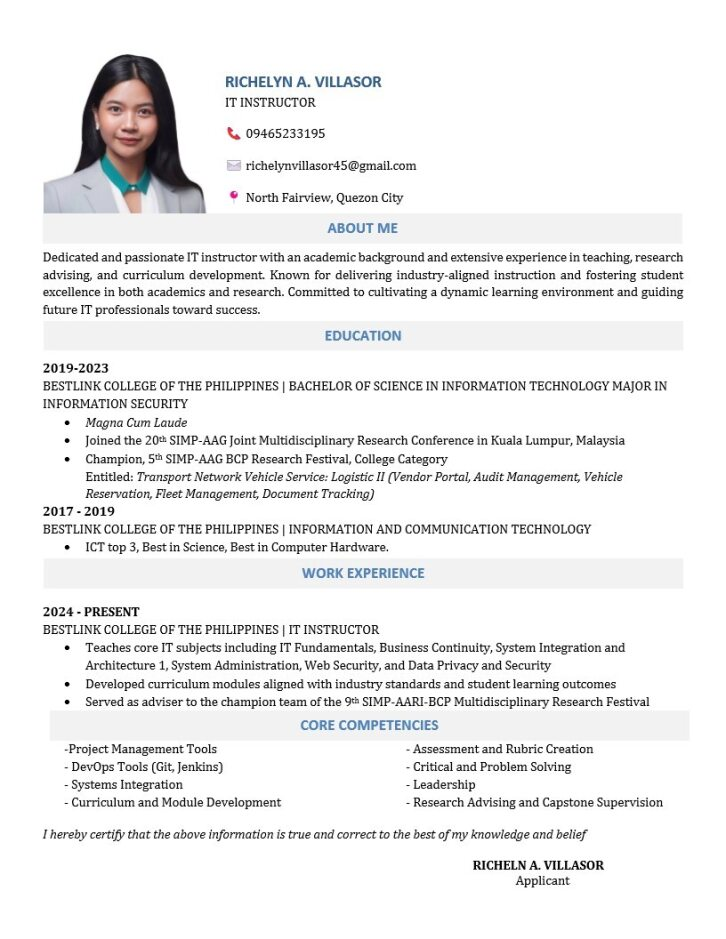 RICHELYN A. VILLASOR
IT INSTRUCTOR
09465233195
richelynvillasor45@gmail.com
North Fairview, Quezon City
ABOUT ME
Dedicated and passionate IT instructor with an academic background and extensive experience in teaching, research
advising, and curriculum development. Known for delivering industry-aligned instruction and fostering student
excellence in both academics and research. Committed to cultivating a dynamic learning environment and guiding
future IT professionals toward success.
EDUCATION
2019-2023
BESTLINK COLLEGE OF THE PHILIPPINES | BACHELOR OF SCIENCE IN INFORMATION TECHNOLOGY MAJOR IN
INFORMATION SECURITY
• Magna Cum Laude
• Joined the 20th SIMP-AAG Joint Multidisciplinary Research Conference in Kuala Lumpur, Malaysia
• Champion, 5th SIMP-AAG BCP Research Festival, College Category
Entitled: Transport Network Vehicle Service: Logistic II (Vendor Portal, Audit Management, Vehicle
Reservation, Fleet Management, Document Tracking)
2017 - 2019
BESTLINK COLLEGE OF THE PHILIPPINES | INFORMATION AND COMMUNICATION TECHNOLOGY
• ICT top 3, Best in Science, Best in Computer Hardware.
WORK EXPERIENCE
2024 - PRESENT
BESTLINK COLLEGE OF THE PHILIPPINES | IT INSTRUCTOR
• Teaches core IT subjects including IT Fundamentals, Business Continuity, System Integration and
Architecture 1, System Administration, Web Security, and Data Privacy and Security
• Developed curriculum modules aligned with industry standards and student learning outcomes
• Served as adviser to the champion team of the 9th SIMP-AARI-BCP Multidisciplinary Research Festival
CORE COMPETENCIES
-Project Management Tools
- DevOps Tools (Git, Jenkins)
- Systems Integration
- Curriculum and Module Development
- Assessment and Rubric Creation
- Critical and Problem Solving
- Leadership
- Research Advising and Capstone Supervision
I hereby certify that the above information is true and correct to the best of my knowledge and belief
RICHELN A. VILLASOR
Applicant